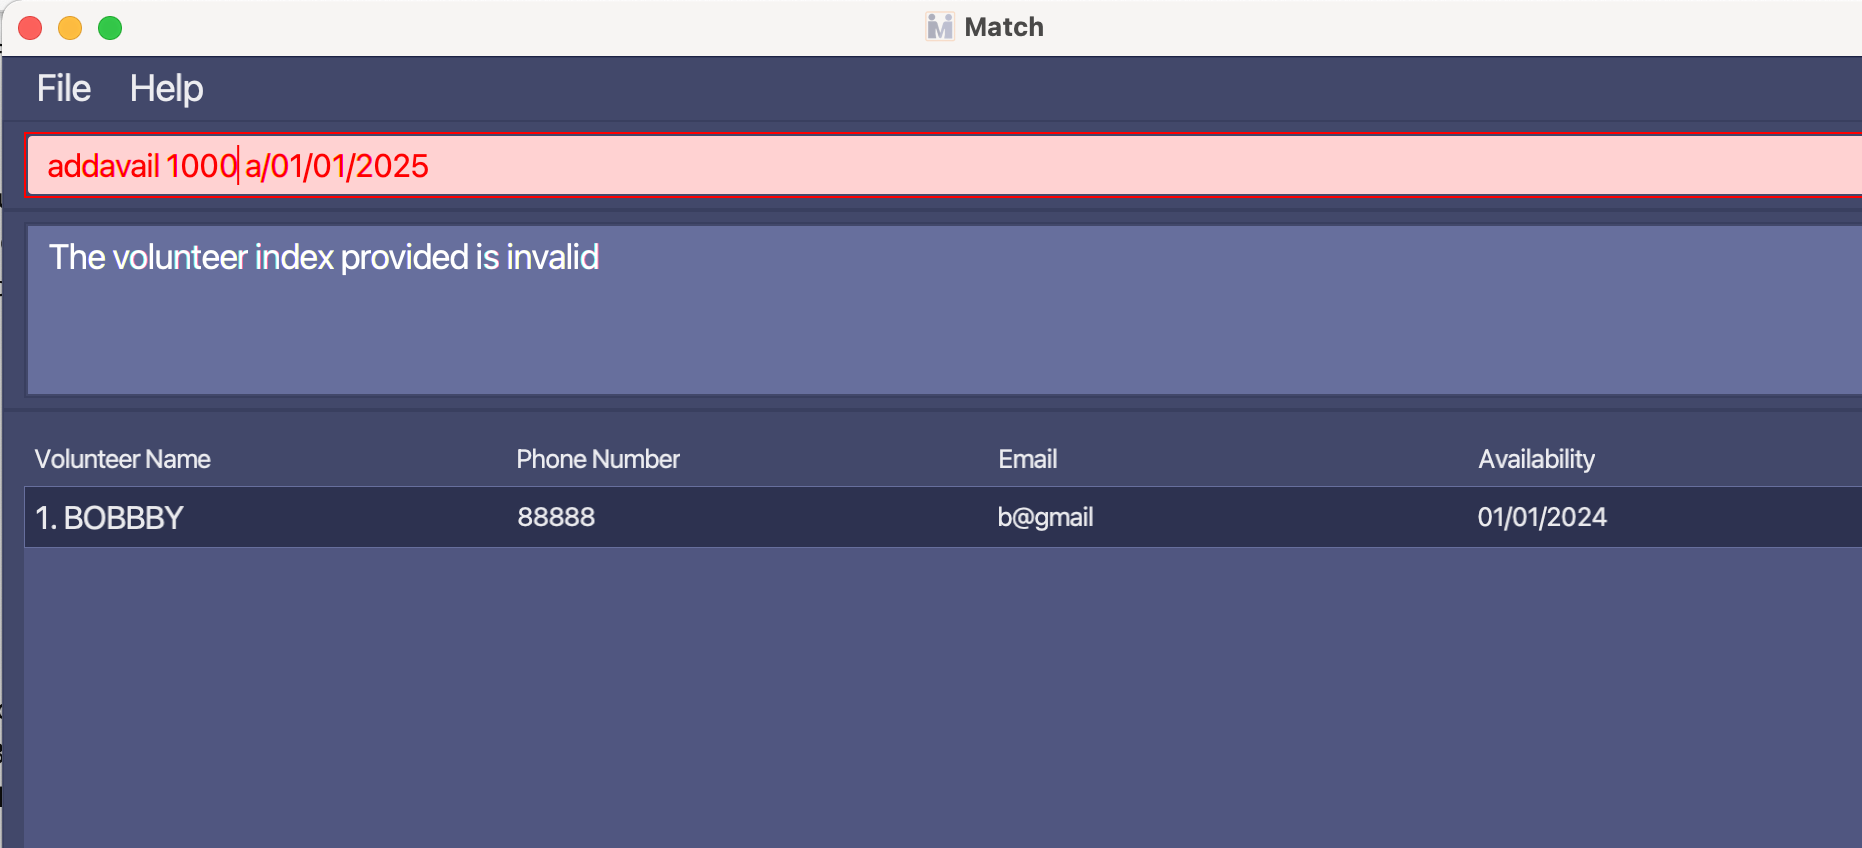 Match
File Help
addavail 1000 a/01/01/2025
The volunteer index provided is invalid
Volunteer Name Phone Number Email Availability
1. BOBBBY 88888 b@gmail 01/01/2024